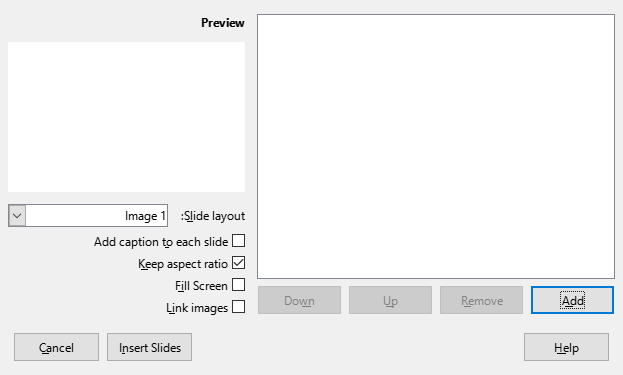 Preview
Slide layout:
Image 1
Add caption to each slide
Keep aspect ratio
Fill Screen
Link images
Add
Remove
Up
Down
Help
Insert Slides
Cancel